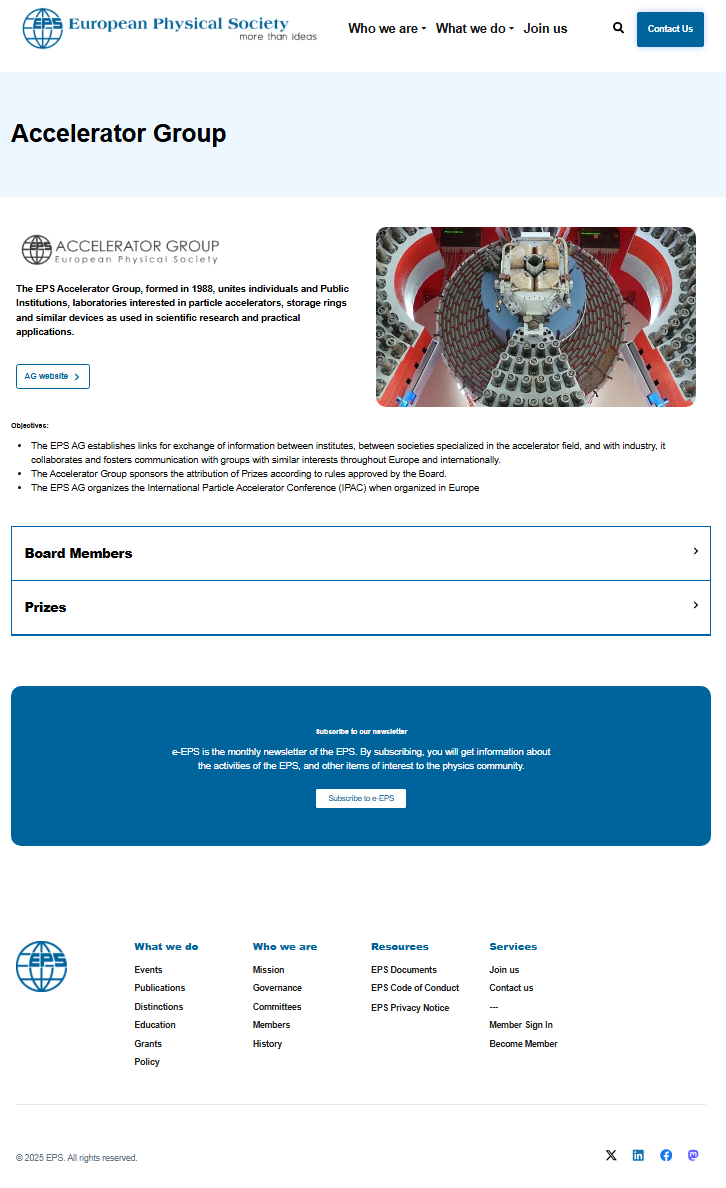 EPS European Physical Society
more than ideas
Who we are What we do Join us
Contact Us
Accelerator Group
EPS ACCELERATOR GROUP
European Physical Society
The EPS Accelerator Group, formed in 1988, unites individuals and Public
Institutions, laboratories interested in particle accelerators, storage rings
and similar devices as used in scientific research and practical
applications.
AG website
Objectives:
• The EPS AG establishes links for exchange of information between institutes, between societies specialized in the accelerator field, and with industry, it
collaborates and fosters communication with groups with similar interests throughout Europe and internationally.
• The Accelerator Group sponsors the attribution of Prizes according to rules approved by the Board.
• The EPS AG organizes the International Particle Accelerator Conference (IPAC) when organized in Europe
Board Members
Prizes
Subscribe to our newsletter
e-EPS is the monthly newsletter of the EPS. By subscribing, you will get information about
the activities of the EPS, and other items of interest to the physics community.
Subscribe to e-EPS
EPS
What we do
Events
Publications
Distinctions
Education
Grants
Policy
Who we are
Mission
Governance
Committees
Members
History
Resources
EPS Documents
EPS Code of Conduct
EPS Privacy Notice
Services
Join us
Contact us
---
Member Sign In
Become Member
© 2025 EPS. All rights reserved.